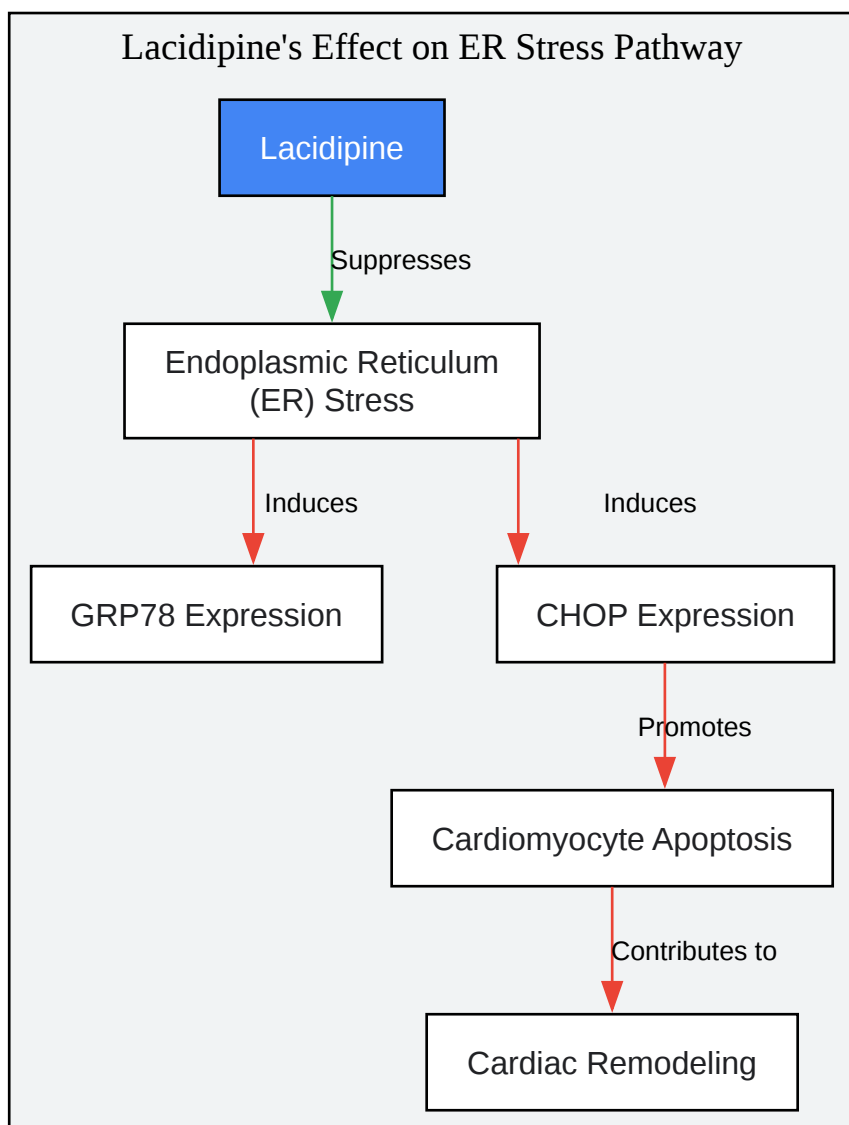 Lacidipine's Effect on ER Stress Pathway
Lacidipine
Suppresses
Endoplasmic Reticulum
(ER) Stress
Induces
Induces
GRP78 Expression
CHOP Expression
Promotes
Cardiomyocyte Apoptosis
Contributes to
Cardiac Remodeling